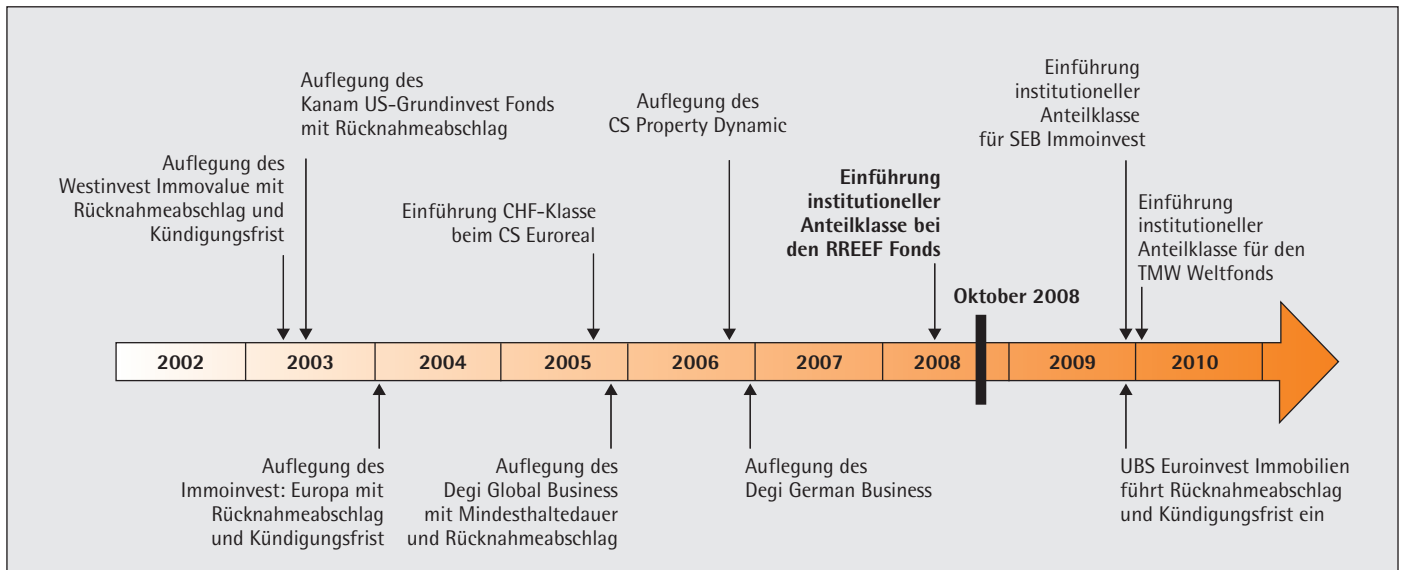 Auflegung des
Kanam US-Grundinvest Fonds
mit Rücknahmeabschlag
Auflegung des
Westinvest Immovalue mit
Rücknahmeabschlag und
Kündigungsfrist
Einführung CHF-Klasse
beim CS Euroreal
Auflegung des
CS Property Dynamic
Einführung
institutioneller
Anteilklasse bei
den RREEF Fonds
Einführung
institutioneller
Anteilklasse
für SEB Immoinvest
Einführung
institutioneller
Anteilklasse für den
TMW Weltfonds
Oktober 2008
2002 2003 2004 2005 2006 2007 2008 2009 2010
Auflegung des
Immoinvest: Europa mit
Rücknahmeabschlag
und Kündigungsfrist
Auflegung des
Degi Global Business
mit Mindesthaltedauer
und Rücknahmeabschlag
Auflegung des
Degi German Business
UBS Euroinvest Immobilien
führt Rücknahmeabschlag
und Kündigungsfrist ein